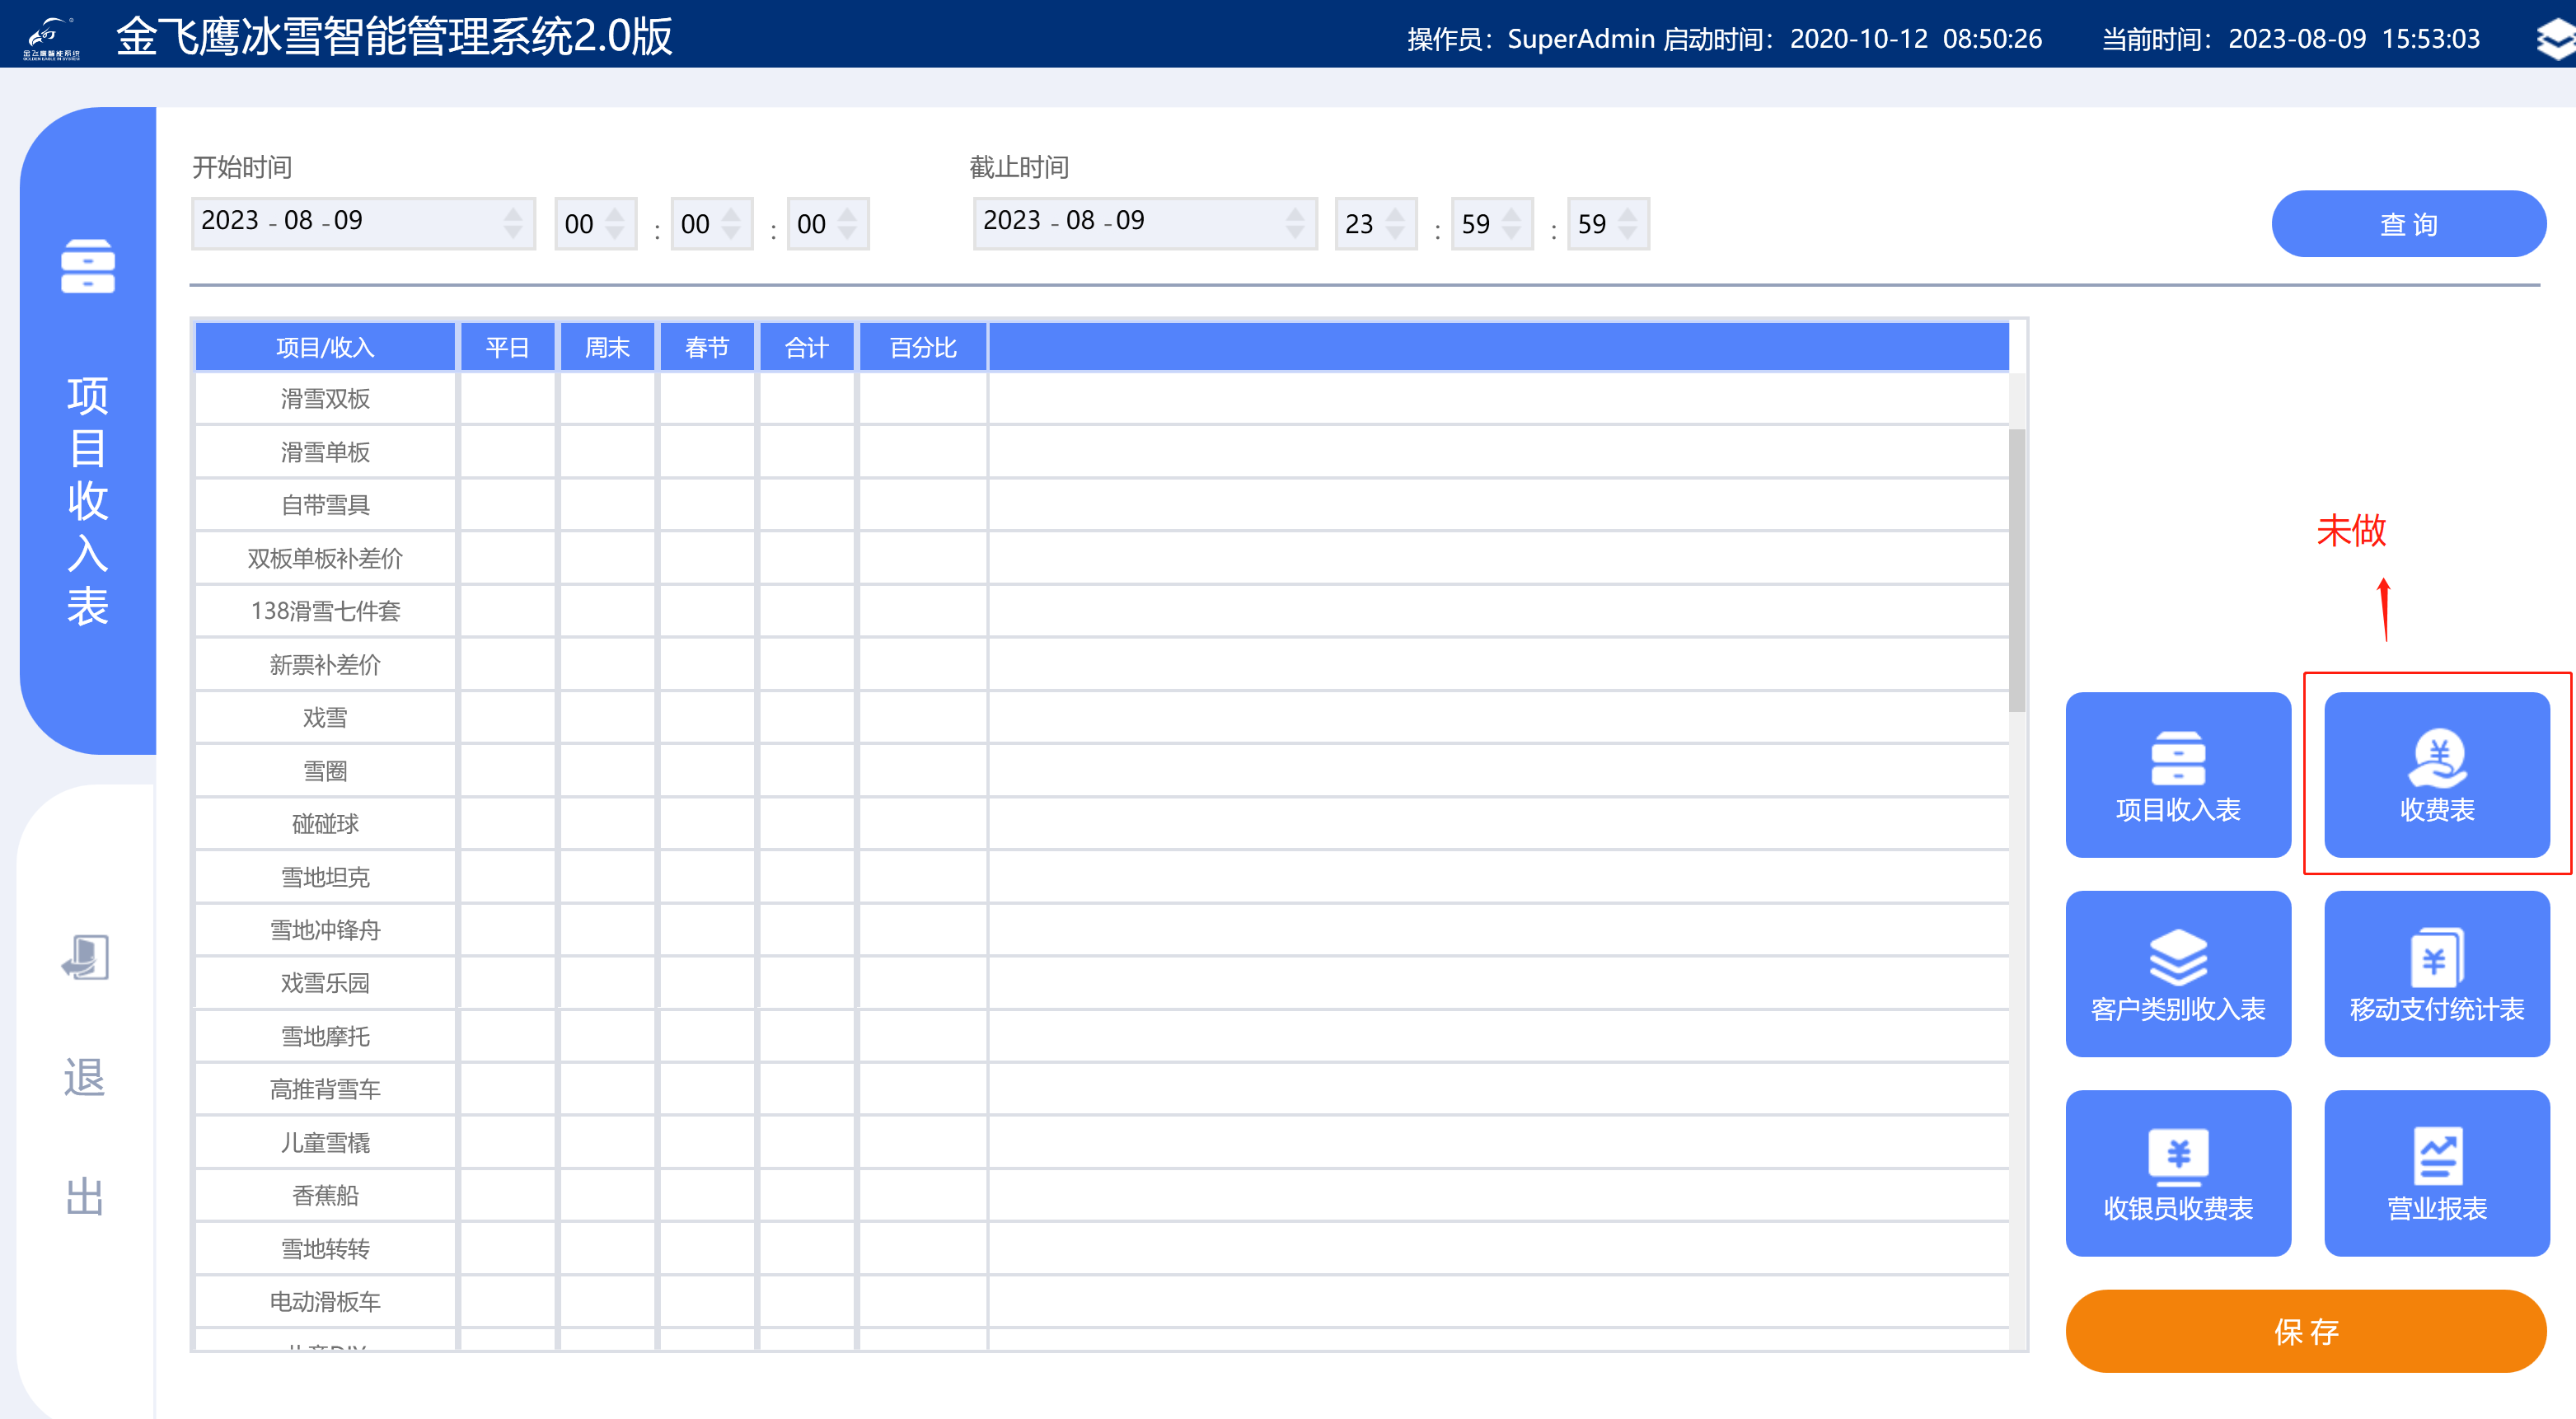 金飞鹰冰雪智能管理系统2.0版
操作员：SuperAdmin 启动时间：2020-10-12 08:50:26 当前时间：2023-08-09 15:53:03
项目收入表
退出
开始时间
2023 - 08 - 09 00 : 00 : 00
截止时间
2023 - 08 - 09 23 : 59 : 59
查 询
项目/收入 平日 周末 春节 合计 百分比
滑雪双板
滑雪单板
自带雪具
双板单板补差价
138滑雪七件套
新票补差价
戏雪
雪圈
碰碰球
雪地坦克
雪地冲锋舟
戏雪乐园
雪地摩托
高推背雪车
儿童雪橇
香蕉船
雪地转转
电动滑板车
未做
项目收入表
收费表
客户类别收入表
移动支付统计表
收银员收费表
营业报表
保 存